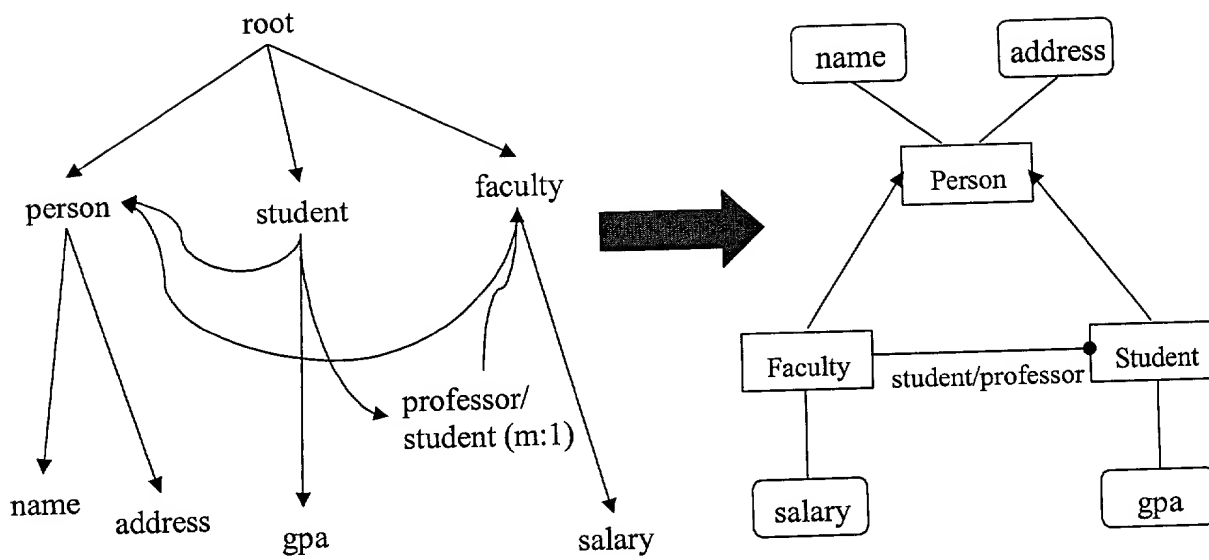 root
person
student
faculty
professor/
student (m:1)
name
address
gpa
salary
name
address
Person
Faculty
student/professor
Student
salary
gpa